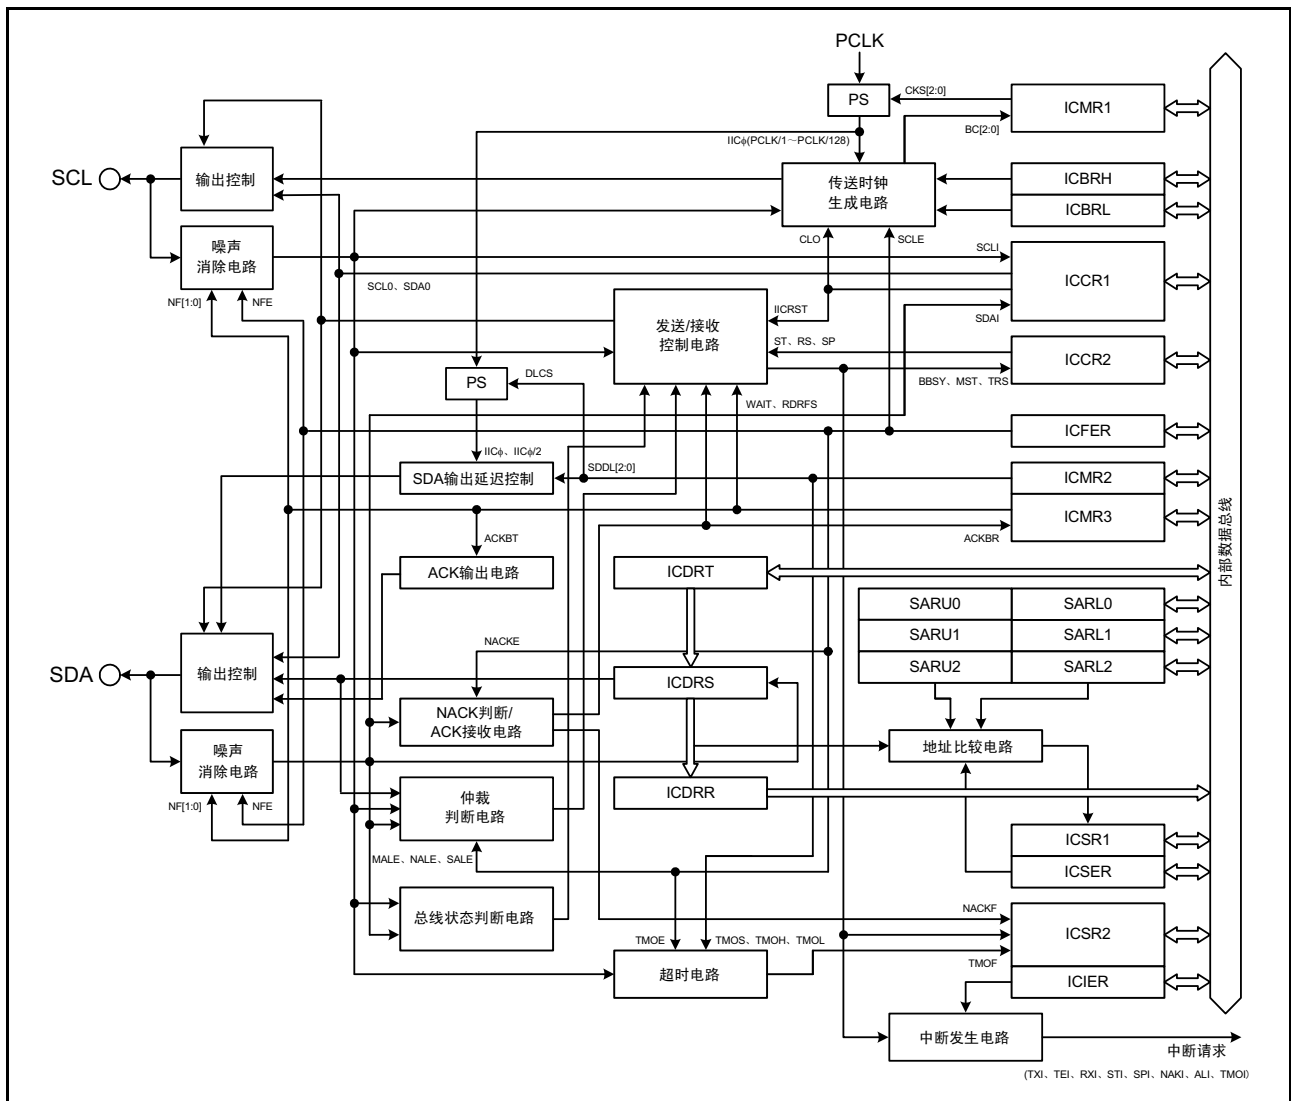 PCLK
PS
CKS[2:0]
ICMR1
BC[2:0]
IICϕ(PCLK/1～PCLK/128)
SCL
输出控制
传送时钟
生成电路
ICBRH
ICBRL
噪声
消除电路
CLO
SCLE
SCLI
ICCR1
NF[1:0]
NFE
SCL0、SDA0
IICRST
SDAI
发送/接收
控制电路
ST、RS、SP
ICCR2
BBSY、MST、TRS
PS
DLCS
WAIT、RDRFS
ICFER
IICϕ、IICϕ/2
SDA输出延迟控制
SDDL[2:0]
ICMR2
ICMR3
ACKBT
ACKBR
内部数据总线
ACK输出电路
ICDRT
SARU0
SARL0
SARU1
SARL1
SARU2
SARL2
NACKE
SDA
输出控制
ICDRS
NACK判断/
ACK接收电路
地址比较电路
噪声
消除电路
NF[1:0]
NFE
仲裁
判断电路
ICDRR
MALE、NALE、SALE
ICSR1
ICSER
总线状态判断电路
NACKF
ICSR2
TMOE
TMOS、TMOH、TMOL
TMOF
超时电路
ICIER
中断发生电路
中断请求
(TXI、TEI、RXI、STI、SPI、NAKI、ALI、TMOI)